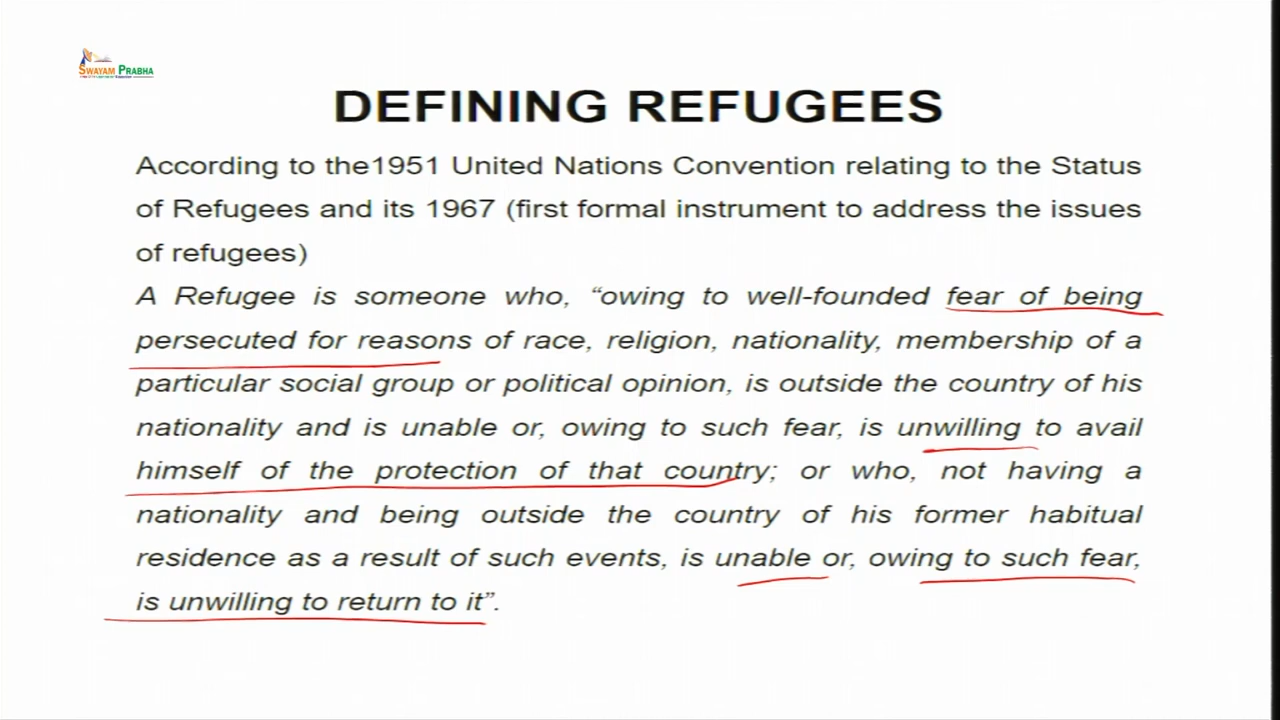 SWAYAM PRABHA
DEFINING REFUGEES
According to the1951 United Nations Convention relating to the Status
of Refugees and its 1967 (first formal instrument to address the issues
of refugees)
A Refugee is someone who, “owing to well-founded fear of being
persecuted for reasons of race, religion, nationality, membership of a
particular social group or political opinion, is outside the country of his
nationality and is unable or, owing to such fear, is unwilling to avail
himself of the protection of that country; or who, not having a
nationality and being outside the country of his former habitual
residence as a result of such events, is unable or, owing to such fear,
is unwilling to return to it”.